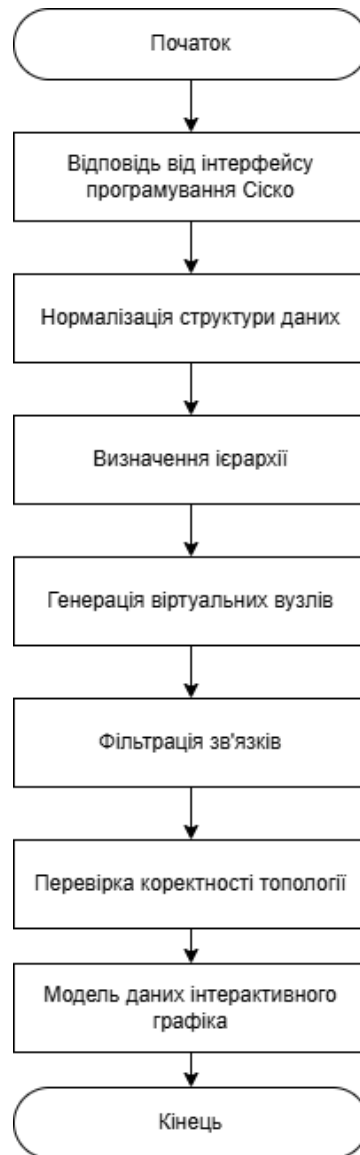 Початок
Відповідь від інтерфейсу
програмування Сіско
Нормалізація структури даних
Визначення ієрархії
Генерація віртуальних вузлів
Фільтрація зв'язків
Перевірка коректності топології
Модель даних інтерактивного
графіка
Кінець